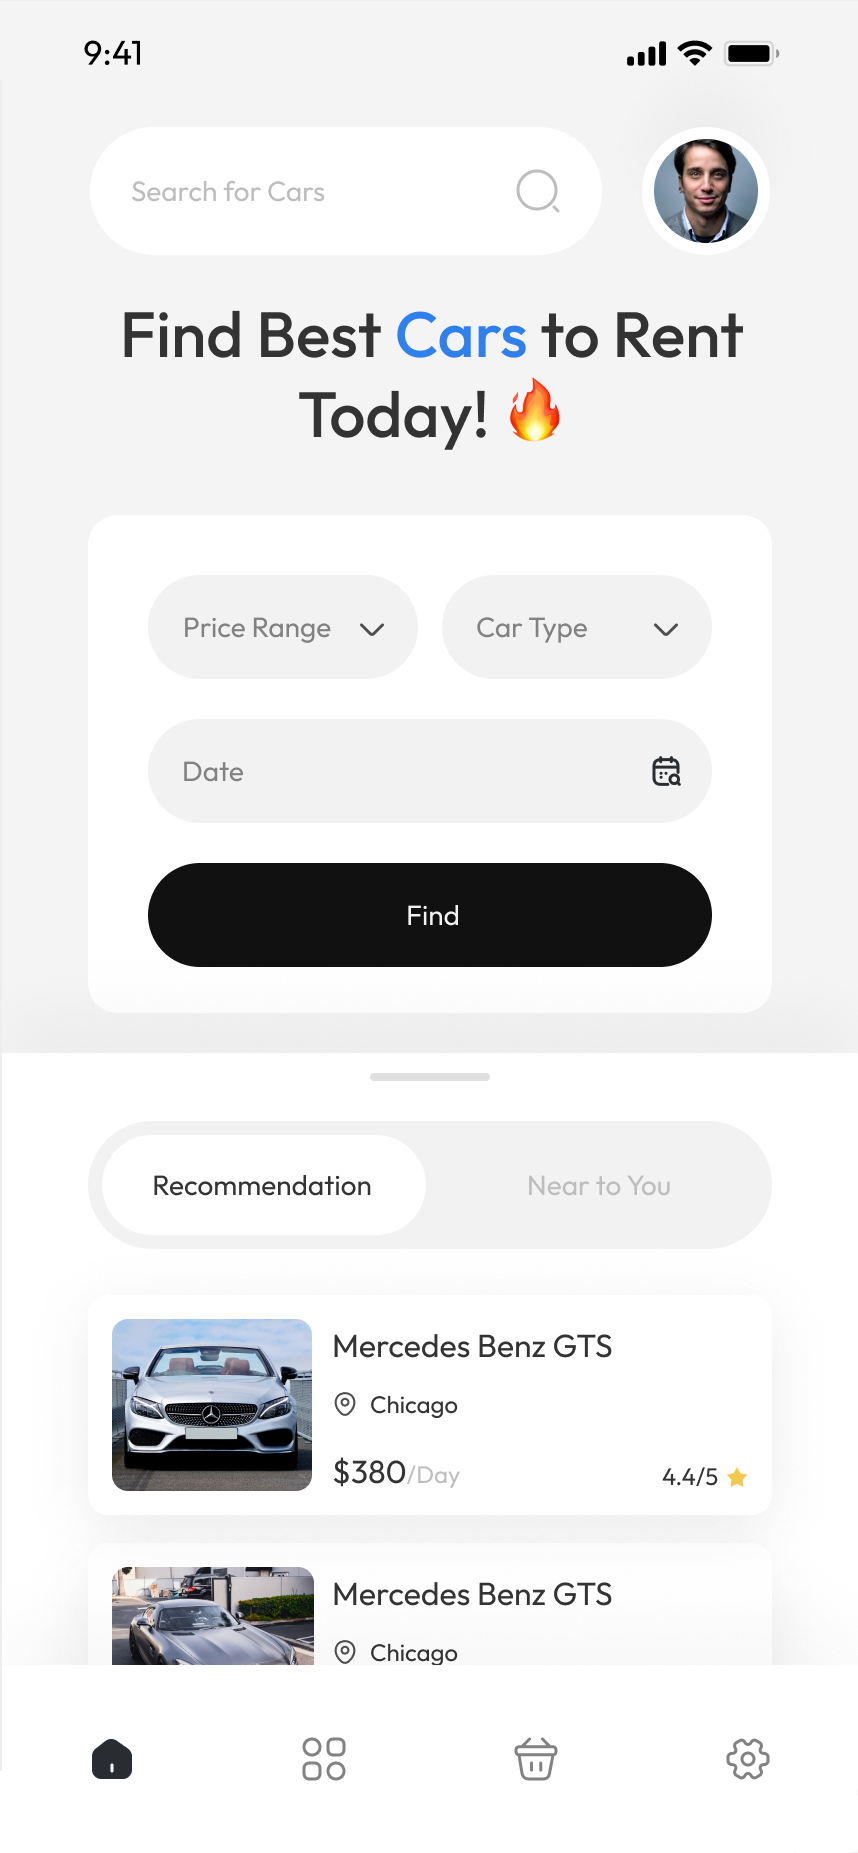 9:41
Search for Cars
Find Best Cars to Rent
Today! 🔥
Price Range
Car Type
Date
Find
Recommendation
Near to You
Mercedes Benz GTS
Chicago
$380/Day
4.4/5
Mercedes Benz GTS
Chicago